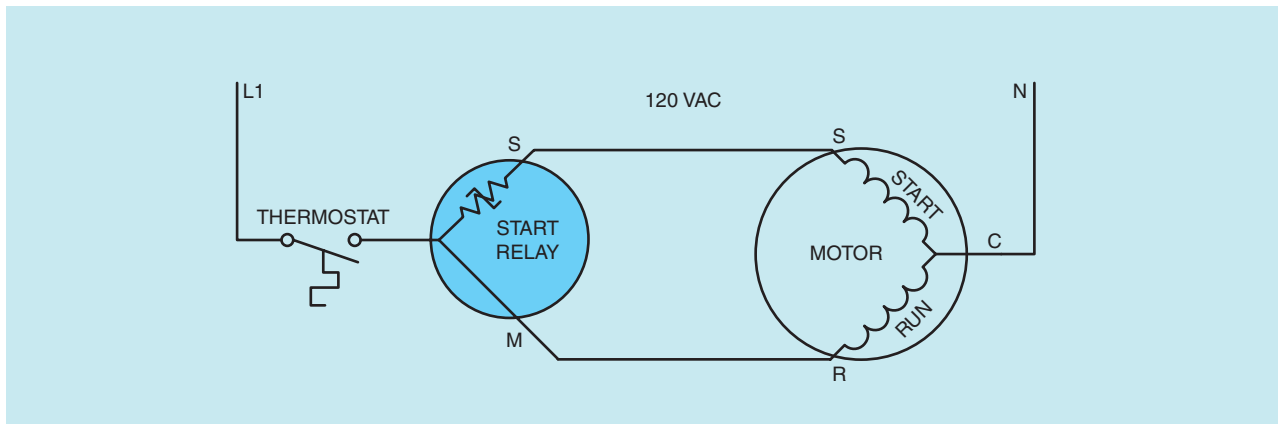 L1
120 VAC
N
S
S
THERMOSTAT
START
RELAY
START
MOTOR
C
RUN
M
R